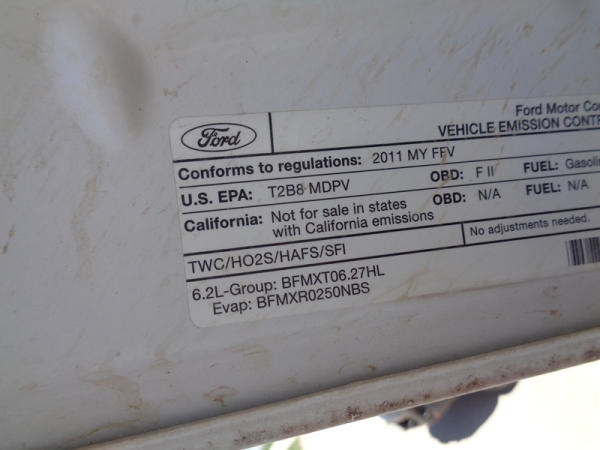 Ford
Ford Motor
VEHICLE EMISSION
Conforms to regulations: 2011 MY FFV
U.S. EPA: T2B8 MDPV OBD: F II FUEL:
California: Not for sale in states with California emissions OBD: N/A FUEL: N/A
TWC/HO2S/HAFS/SFI
No adjustments needed.
6.2L-Group: BFMXT06.27HL
Evap: BFMXR0250NBS